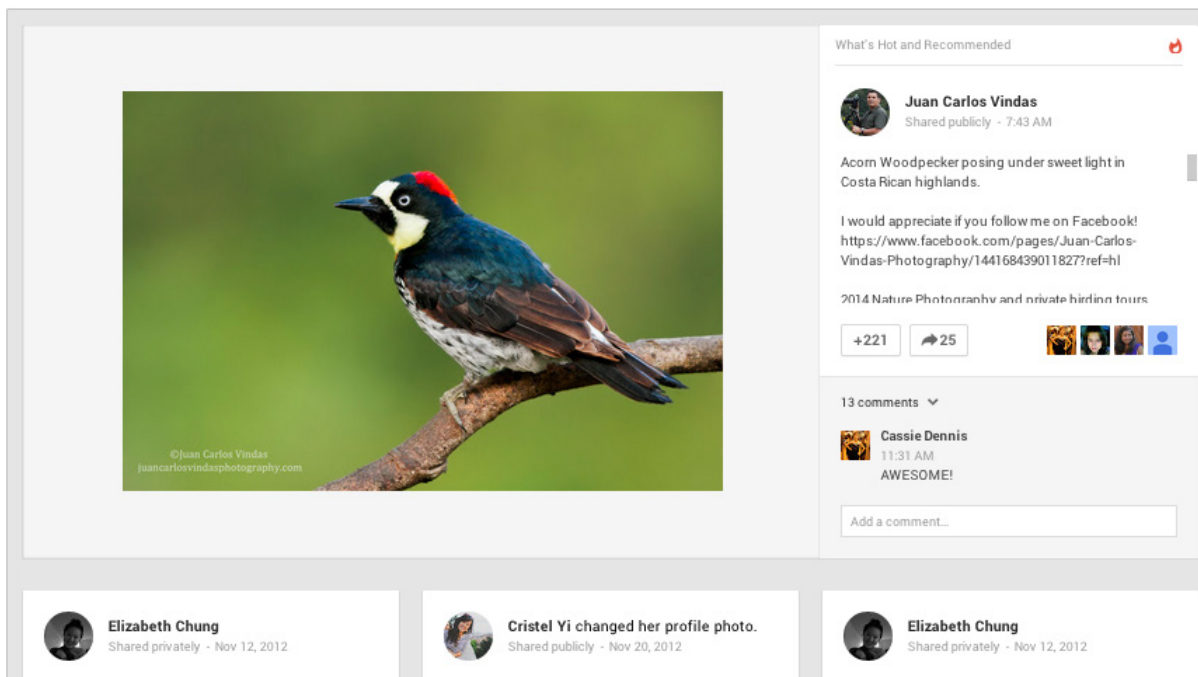 What's Hot and Recommended
Juan Carlos Vindas
Shared publicly - 7:43 AM
Acorn Woodpecker posing under sweet light in
Costa Rican highlands.
I would appreciate if you follow me on Facebook!
https://www.facebook.com/pages/Juan-Carlos-
Vindas-Photography/144168439011827?ref=hl
2014 Nature Photography and private birding tours
+221
25
13 comments
Cassie Dennis
11:31 AM
AWESOME!
Add a comment...
©Juan Carlos Vindas
juancarlosvindasphotography.com
Elizabeth Chung
Shared privately - Nov 12, 2012
Cristel Yi changed her profile photo.
Shared publicly - Nov 20, 2012
Elizabeth Chung
Shared privately - Nov 12, 2012